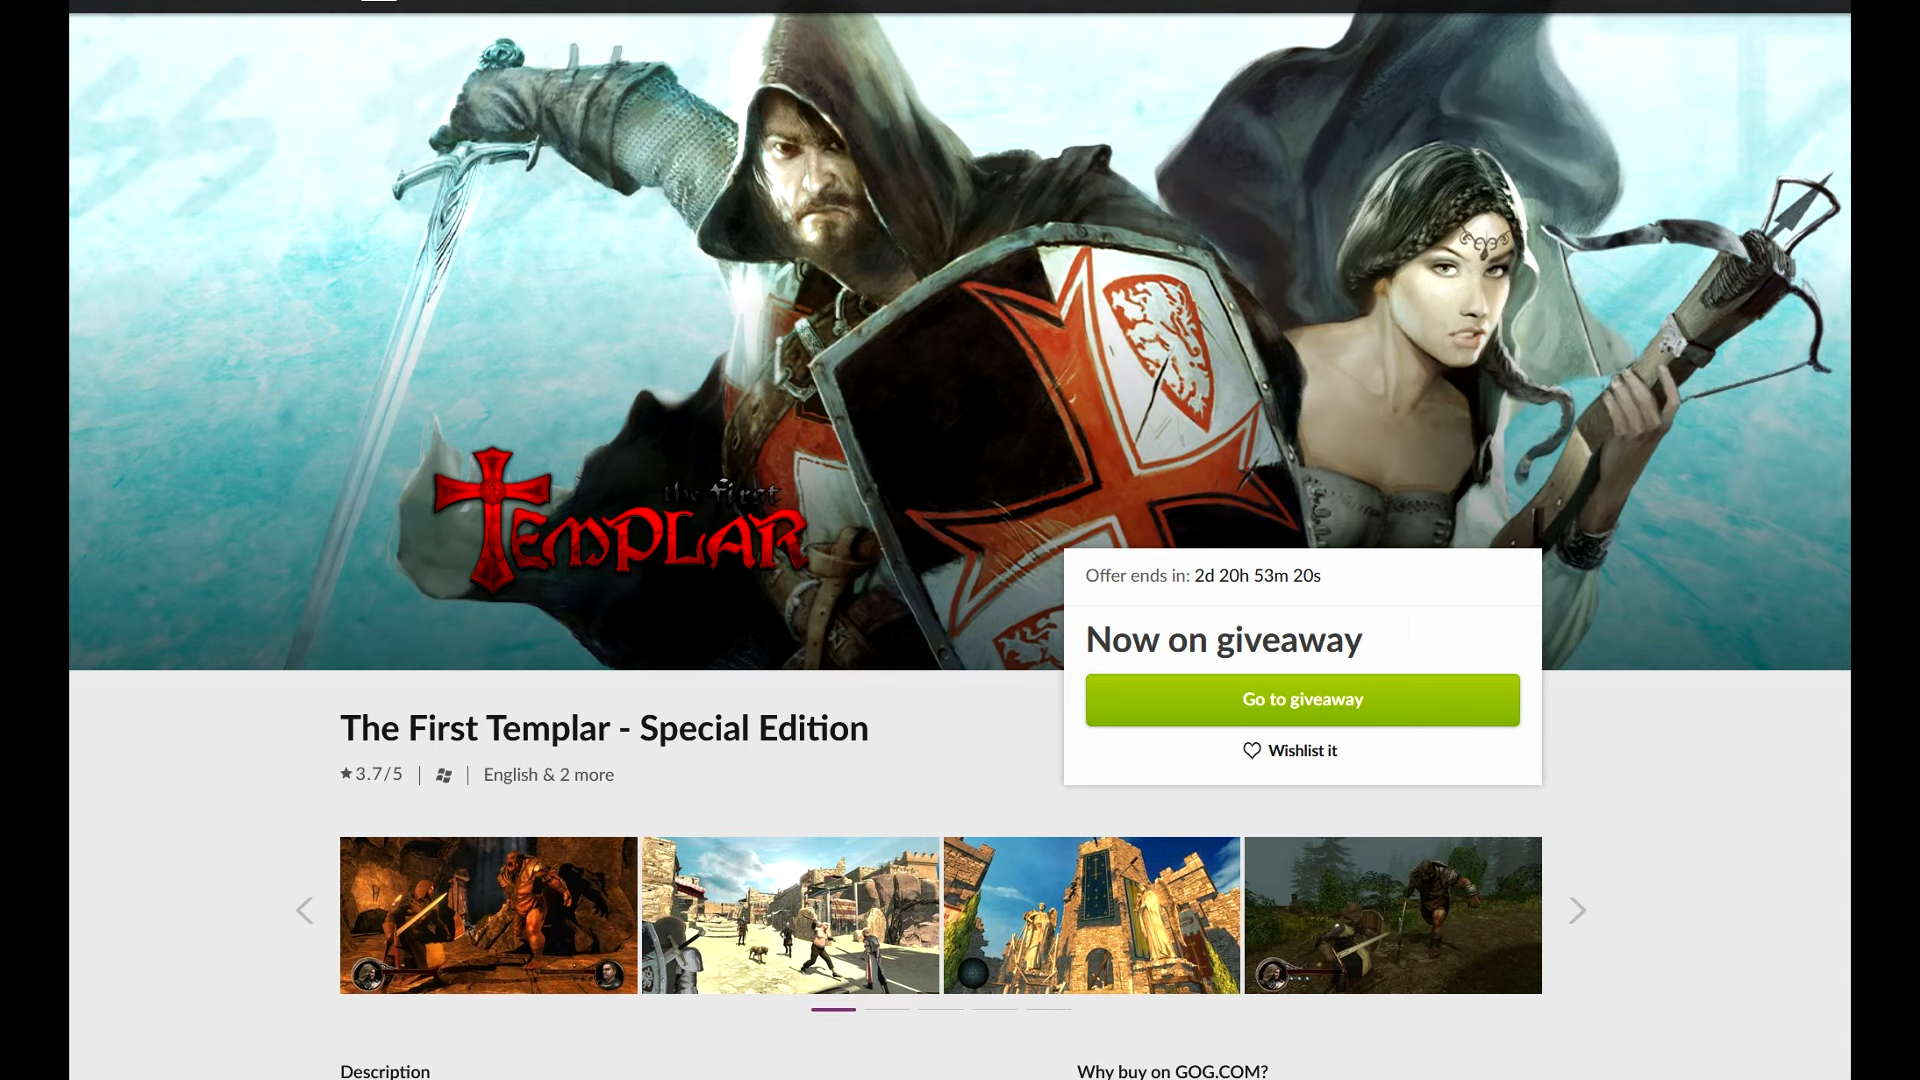 the first
TEMPLAR
Offer ends in: 2d 20h 53m 20s
Now on giveaway
Go to giveaway
Wishlist it
The First Templar - Special Edition
3.7/5
English & 2 more
Description
Why buy on GOG.COM?